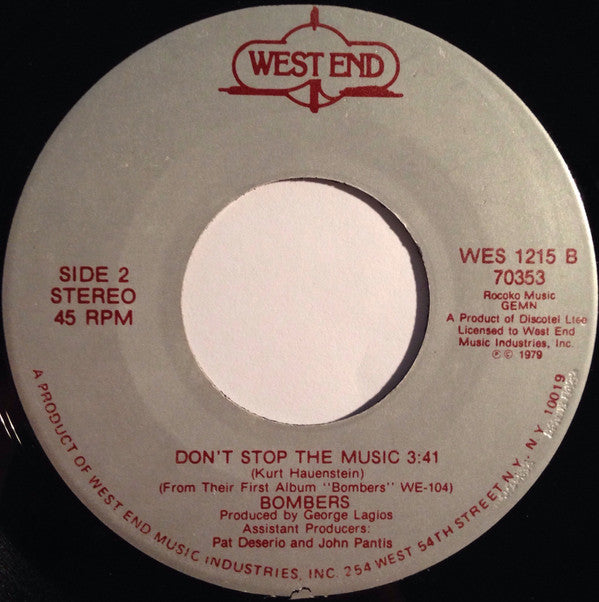 WEST END
SIDE 2
STEREO
45 RPM
WES 1215 B
70353
Rocoko Music
GEMN
A Product of Discotel Ltee
Licensed to West End
Music Industries, Inc.
℗ © 1979
DON'T STOP THE MUSIC 3:41
(Kurt Hauenstein)
(From Their First Album "Bombers" WE-104)
BOMBERS
Produced by George Lagios
Assistant Producers:
Pat Deserio and John Pantis
A PRODUCT OF WEST END MUSIC INDUSTRIES, INC. 254 WEST 54TH STREET N.Y., N.Y. 10019